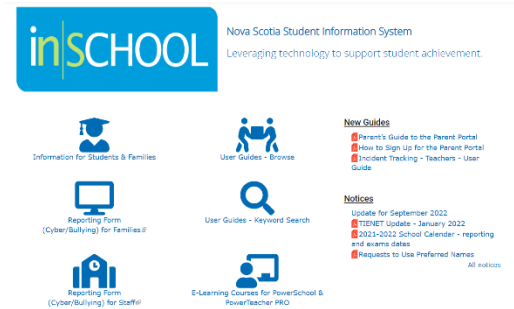 inSCHOOL
Nova Scotia Student Information System
Leveraging technology to support student achievement.
Information for Students & Families
User Guides - Browse
Reporting Form
(Cyber/Bullying) for Families
User Guides - Keyword Search
Reporting Form
(Cyber/Bullying) for Staff
E-Learning Courses for PowerSchool &
PowerTeacher PRO
New Guides
Parent's Guide to the Parent Portal
How to Sign Up for the Parent Portal
Incident Tracking - Teachers - User
Guide
Notices
Update for September 2022
TIENET Update - January 2022
2021-2022 School Calendar - reporting
and exams dates
Requests to Use Preferred Names
All notices